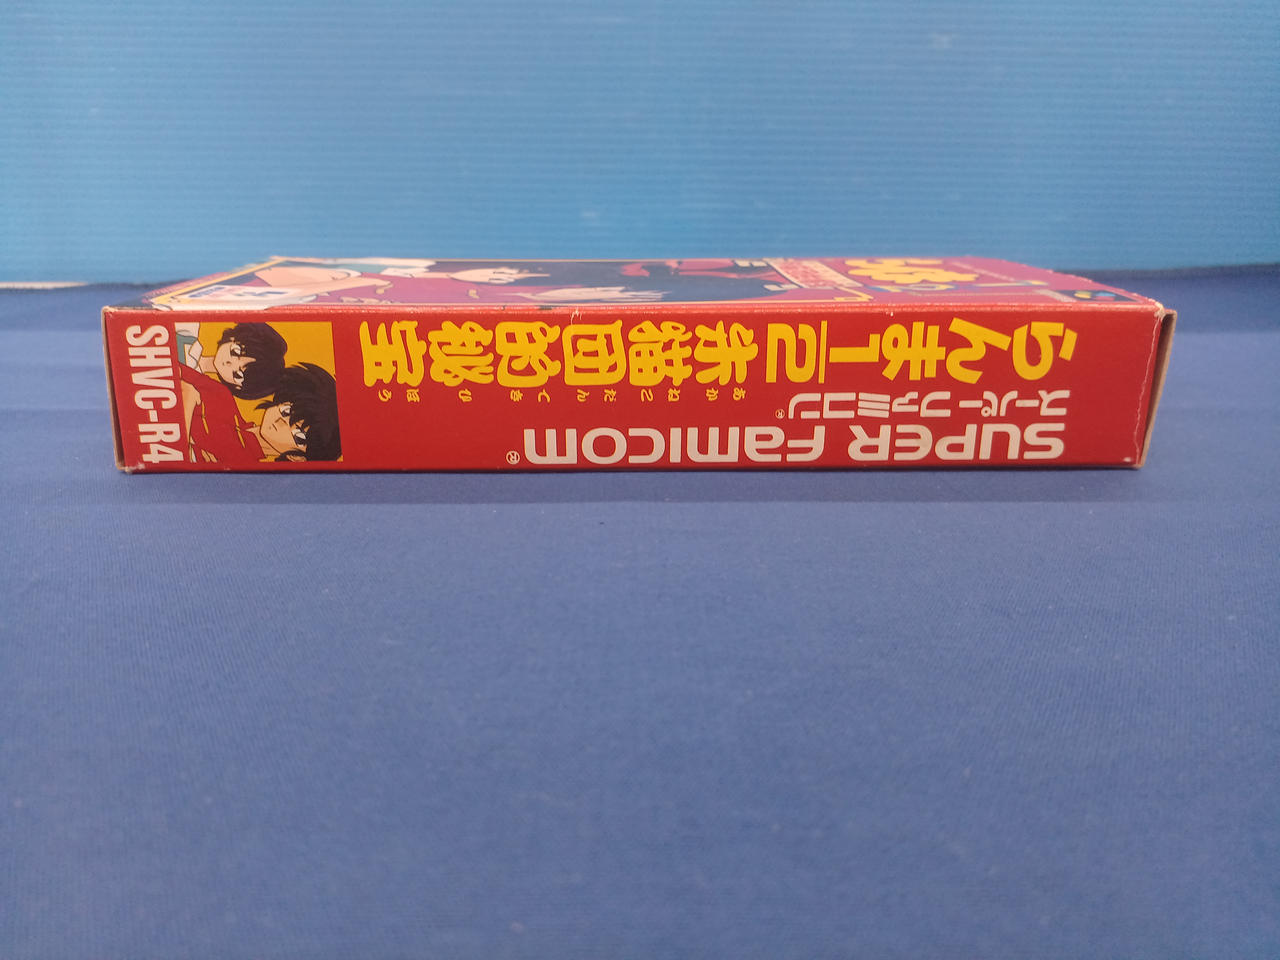 SUPER FAMICOM®
スーパーファミコン®
らんま1/2 朱猫団的秘宝
あかねこだんてきひほう
SHVC-R4